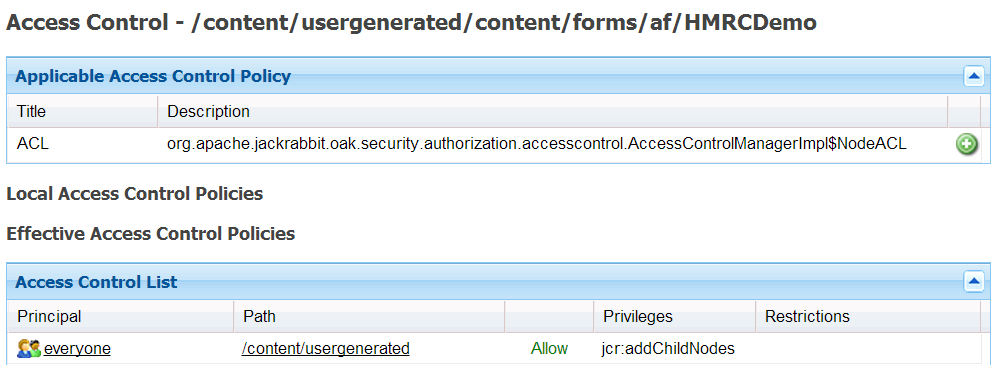 Access Control - /content/usergenerated/content/forms/af/HMRCDemo
Applicable Access Control Policy
Title Description
ACL org.apache.jackrabbit.oak.security.authorization.accesscontrol.AccessControlManagerImpl$NodeACL
Local Access Control Policies
Effective Access Control Policies
Access Control List
Principal Path Privileges Restrictions
everyone /content/usergenerated Allow jcr:addChildNodes